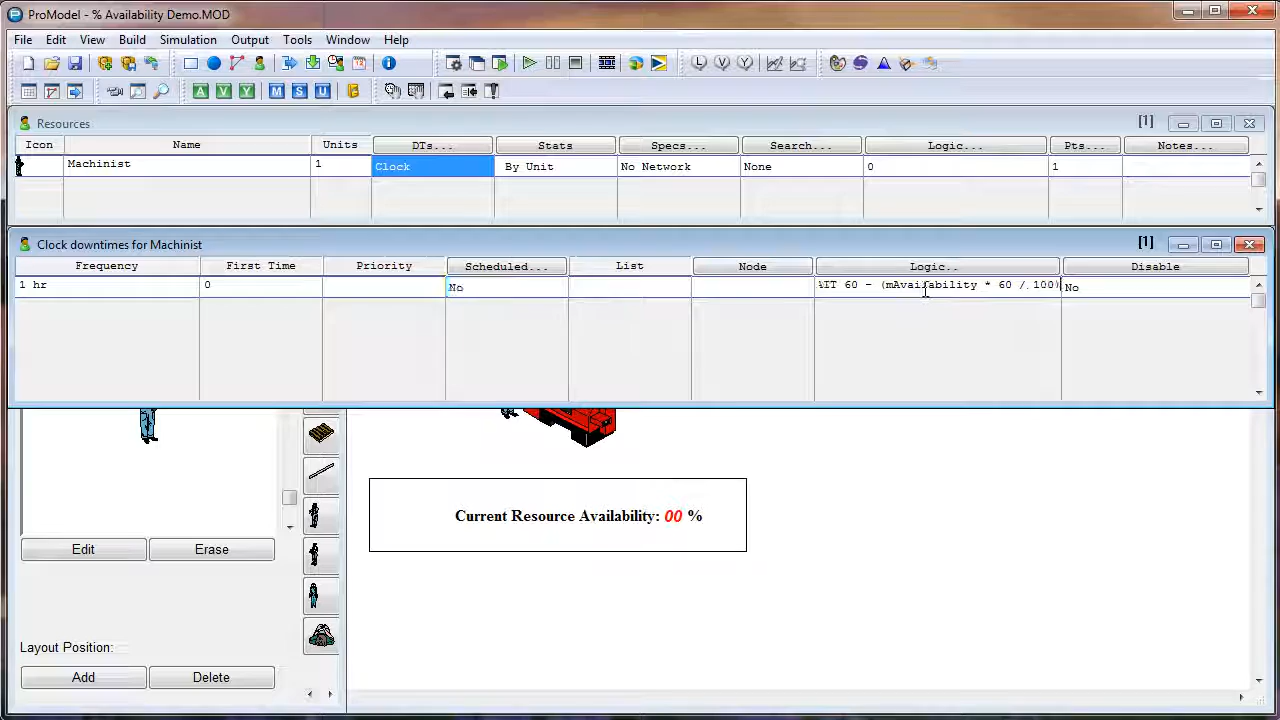 ProModel - % Availability Demo.MOD
File Edit View Build Simulation Output Tools Window Help
Resources [1]
Icon Name Units DTs... Stats Specs... Search... Logic... Pts... Notes...
Machinist 1 Clock By Unit No Network None 0 1
Clock downtimes for Machinist [1]
Frequency First Time Priority Scheduled... List Node Logic.. Disable
1 hr 0 No 60 - (mAvailability * 60 / 100) No
Current Resource Availability: 00 %
Edit Erase
Layout Position:
Add Delete